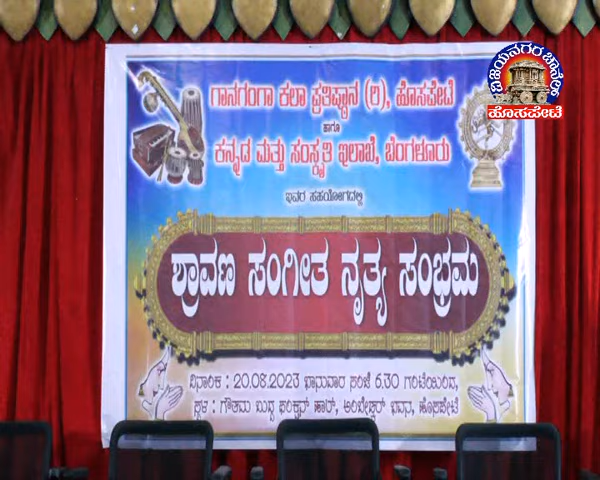 ವಿಜಯನಗರ ವಾಹಿನಿ
ಹೊಸಪೇಟೆ
ಗಾನಗಂಗಾ ಕಲಾ ಪ್ರತಿಷ್ಠಾನ (ರಿ), ಹೊಸಪೇಟೆ
ಹಾಗೂ
ಕನ್ನಡ ಮತ್ತು ಸಂಸ್ಕೃತಿ ಇಲಾಖೆ, ಬೆಂಗಳೂರು
ಇವರ ಸಹಯೋಗದಲ್ಲಿ
ಶ್ರಾವಣ ಸಂಗೀತ ನೃತ್ಯ ಸಂಭ್ರಮ
ದಿನಾಂಕ : 20.08.2023 ಭಾನುವಾರ ಸಂಜೆ 6.30 ಗಂಟೆಯಿಂದ,
ಸ್ಥಳ : ಗೌತಮ ಬುದ್ಧ ಫಂಕ್ಷನ್ ಹಾಲ್, ಅಂಬೇಡ್ಕರ್ ಭವನ, ಹೊಸಪೇಟೆ